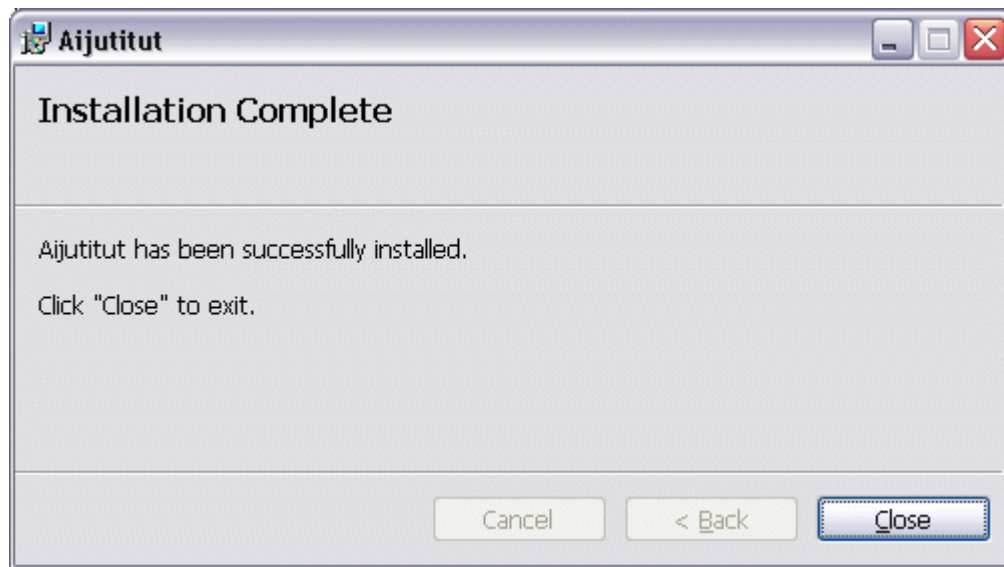 Aijutitut
Installation Complete
Aijutitut has been successfully installed.
Click "Close" to exit.
Cancel
< Back
Close